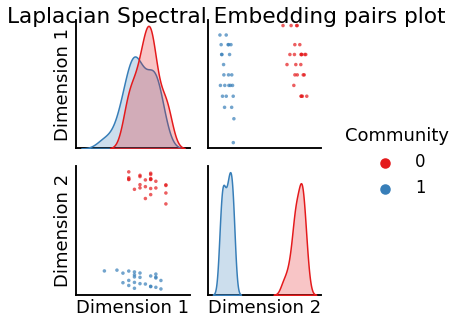 Laplacian Spectral Embedding pairs plot
Dimension 1
Community
0
1
Dimension 2
Dimension 1
Dimension 2